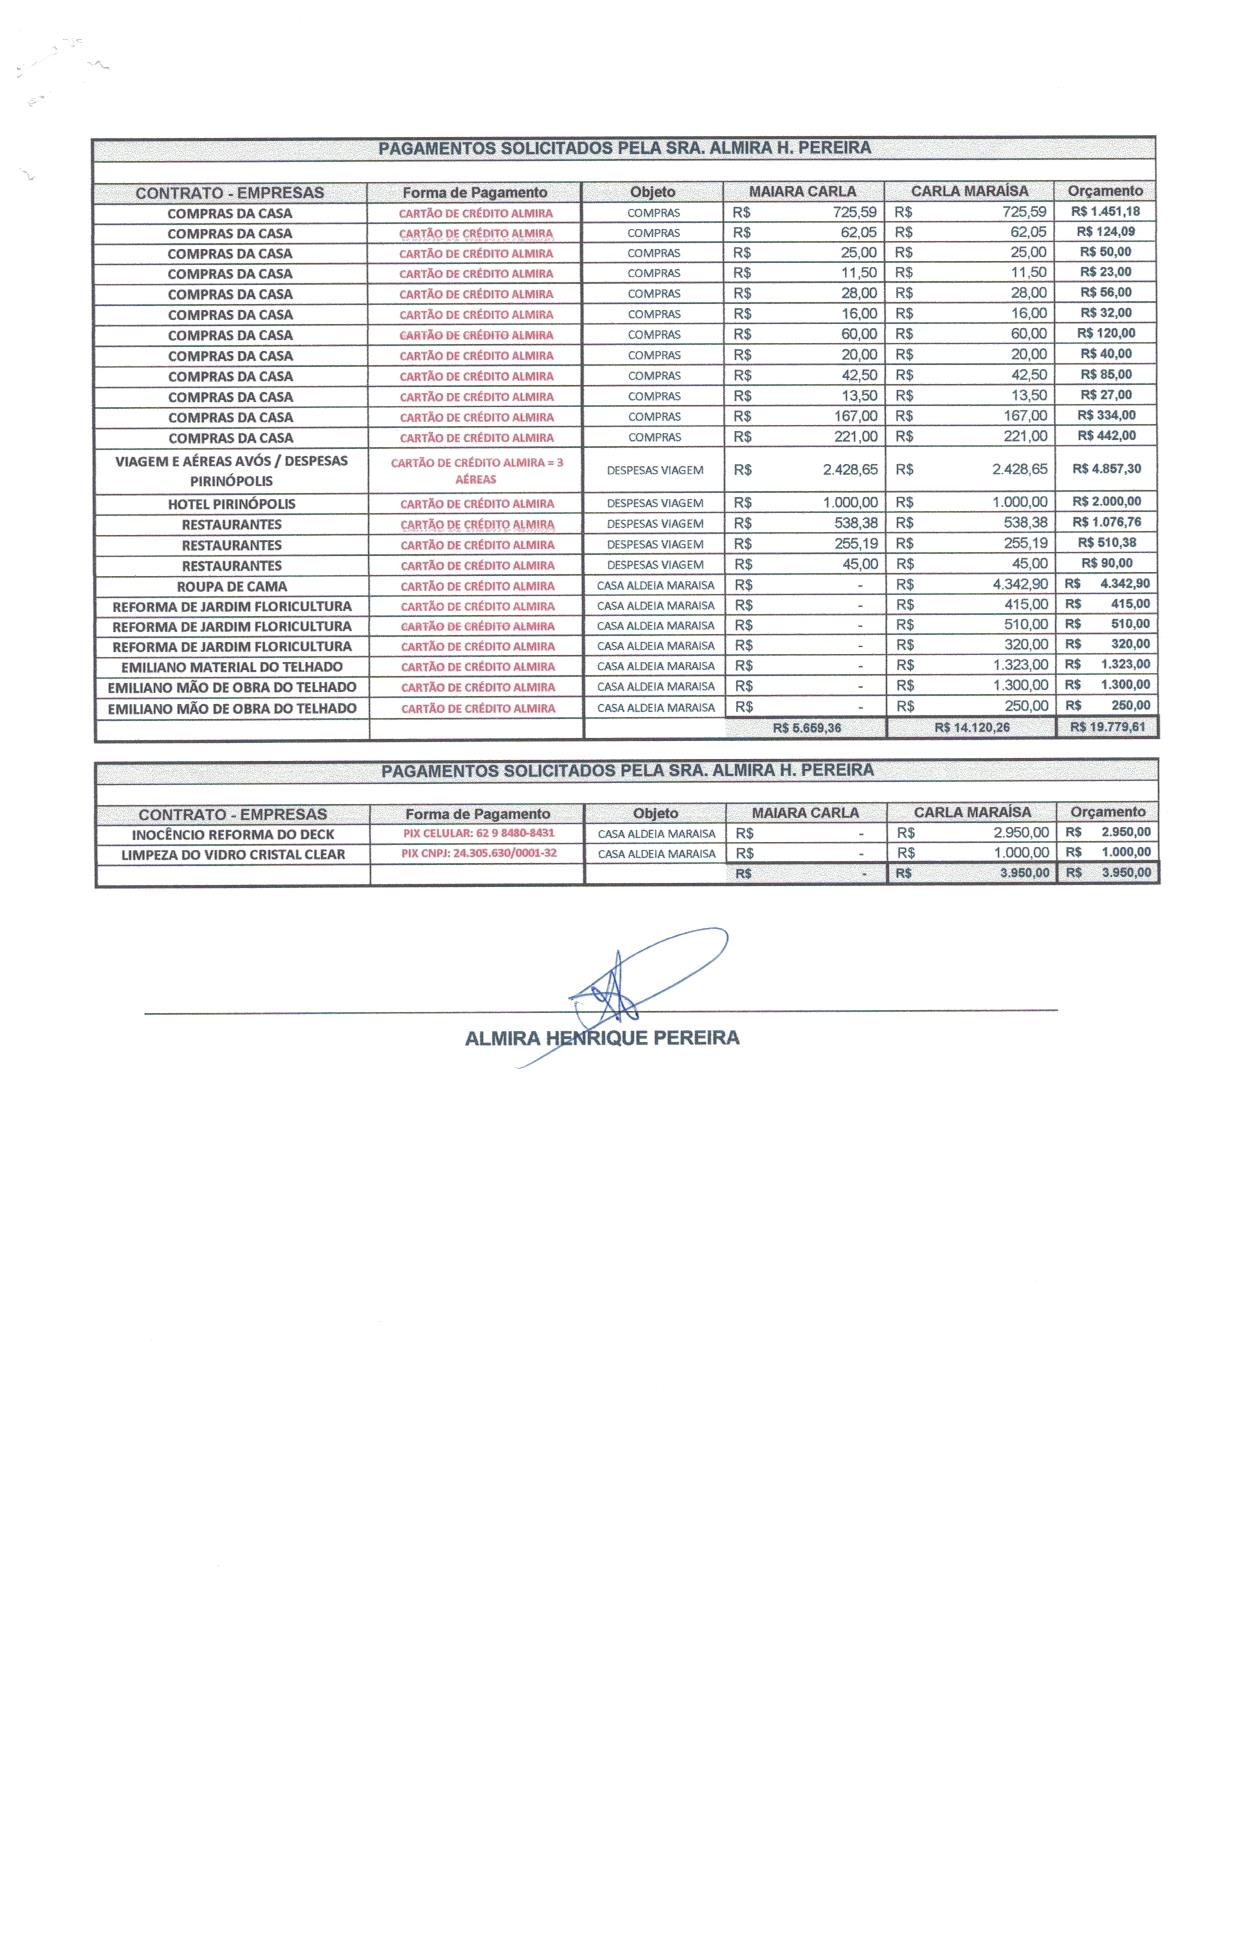 PAGAMENTOS SOLICITADOS PELA SRA. ALMIRA H. PEREIRA
CONTRATO - EMPRESAS Forma de Pagamento Objeto MAIARA CARLA CARLA MARAÍSA Orçamento
COMPRAS DA CASA CARTÃO DE CRÉDITO ALMIRA COMPRAS R$ 725,59 R$ 725,59 R$ 1.451,18
COMPRAS DA CASA CARTÃO DE CRÉDITO ALMIRA COMPRAS R$ 62,05 R$ 62,05 R$ 124,09
COMPRAS DA CASA CARTÃO DE CRÉDITO ALMIRA COMPRAS R$ 25,00 R$ 25,00 R$ 50,00
COMPRAS DA CASA CARTÃO DE CRÉDITO ALMIRA COMPRAS R$ 11,50 R$ 11,50 R$ 23,00
COMPRAS DA CASA CARTÃO DE CRÉDITO ALMIRA COMPRAS R$ 28,00 R$ 28,00 R$ 56,00
COMPRAS DA CASA CARTÃO DE CRÉDITO ALMIRA COMPRAS R$ 16,00 R$ 16,00 R$ 32,00
COMPRAS DA CASA CARTÃO DE CRÉDITO ALMIRA COMPRAS R$ 60,00 R$ 60,00 R$ 120,00
COMPRAS DA CASA CARTÃO DE CRÉDITO ALMIRA COMPRAS R$ 20,00 R$ 20,00 R$ 40,00
COMPRAS DA CASA CARTÃO DE CRÉDITO ALMIRA COMPRAS R$ 42,50 R$ 42,50 R$ 85,00
COMPRAS DA CASA CARTÃO DE CRÉDITO ALMIRA COMPRAS R$ 13,50 R$ 13,50 R$ 27,00
COMPRAS DA CASA CARTÃO DE CRÉDITO ALMIRA COMPRAS R$ 167,00 R$ 167,00 R$ 334,00
COMPRAS DA CASA CARTÃO DE CRÉDITO ALMIRA COMPRAS R$ 221,00 R$ 221,00 R$ 442,00
VIAGEM E AÉREAS AVÓS / DESPESAS PIRINÓPOLIS CARTÃO DE CRÉDITO ALMIRA = 3 AÉREAS DESPESAS VIAGEM R$ 2.428,65 R$ 2.428,65 R$ 4.857,30
HOTEL PIRINÓPOLIS CARTÃO DE CRÉDITO ALMIRA DESPESAS VIAGEM R$ 1.000,00 R$ 1.000,00 R$ 2.000,00
RESTAURANTES CARTÃO DE CRÉDITO ALMIRA DESPESAS VIAGEM R$ 538,38 R$ 538,38 R$ 1.076,76
RESTAURANTES CARTÃO DE CRÉDITO ALMIRA DESPESAS VIAGEM R$ 255,19 R$ 255,19 R$ 510,38
RESTAURANTES CARTÃO DE CRÉDITO ALMIRA DESPESAS VIAGEM R$ 45,00 R$ 45,00 R$ 90,00
ROUPA DE CAMA CARTÃO DE CRÉDITO ALMIRA CASA ALDEIA MARAISA R$ - R$ 4.342,90 R$ 4.342,90
REFORMA DE JARDIM FLORICULTURA CARTÃO DE CRÉDITO ALMIRA CASA ALDEIA MARAISA R$ - R$ 415,00 R$ 415,00
REFORMA DE JARDIM FLORICULTURA CARTÃO DE CRÉDITO ALMIRA CASA ALDEIA MARAISA R$ - R$ 510,00 R$ 510,00
REFORMA DE JARDIM FLORICULTURA CARTÃO DE CRÉDITO ALMIRA CASA ALDEIA MARAISA R$ - R$ 320,00 R$ 320,00
EMILIANO MATERIAL DO TELHADO CARTÃO DE CRÉDITO ALMIRA CASA ALDEIA MARAISA R$ - R$ 1.323,00 R$ 1.323,00
EMILIANO MÃO DE OBRA DO TELHADO CARTÃO DE CRÉDITO ALMIRA CASA ALDEIA MARAISA R$ - R$ 1.300,00 R$ 1.300,00
EMILIANO MÃO DE OBRA DO TELHADO CARTÃO DE CRÉDITO ALMIRA CASA ALDEIA MARAISA R$ - R$ 250,00 R$ 250,00
R$ 5.659,36 R$ 14.120,26 R$ 19.779,61
PAGAMENTOS SOLICITADOS PELA SRA. ALMIRA H. PEREIRA
CONTRATO - EMPRESAS Forma de Pagamento Objeto MAIARA CARLA CARLA MARAÍSA Orçamento
INOCÊNCIO REFORMA DO DECK PIX CELULAR: 62 9 8480-8431 CASA ALDEIA MARAISA R$ - R$ 2.950,00 R$ 2.950,00
LIMPEZA DO VIDRO CRISTAL CLEAR PIX CNPJ: 24.305.630/0001-32 CASA ALDEIA MARAISA R$ - R$ 1.000,00 R$ 1.000,00
R$ - R$ 3.950,00 R$ 3.950,00
ALMIRA HENRIQUE PEREIRA